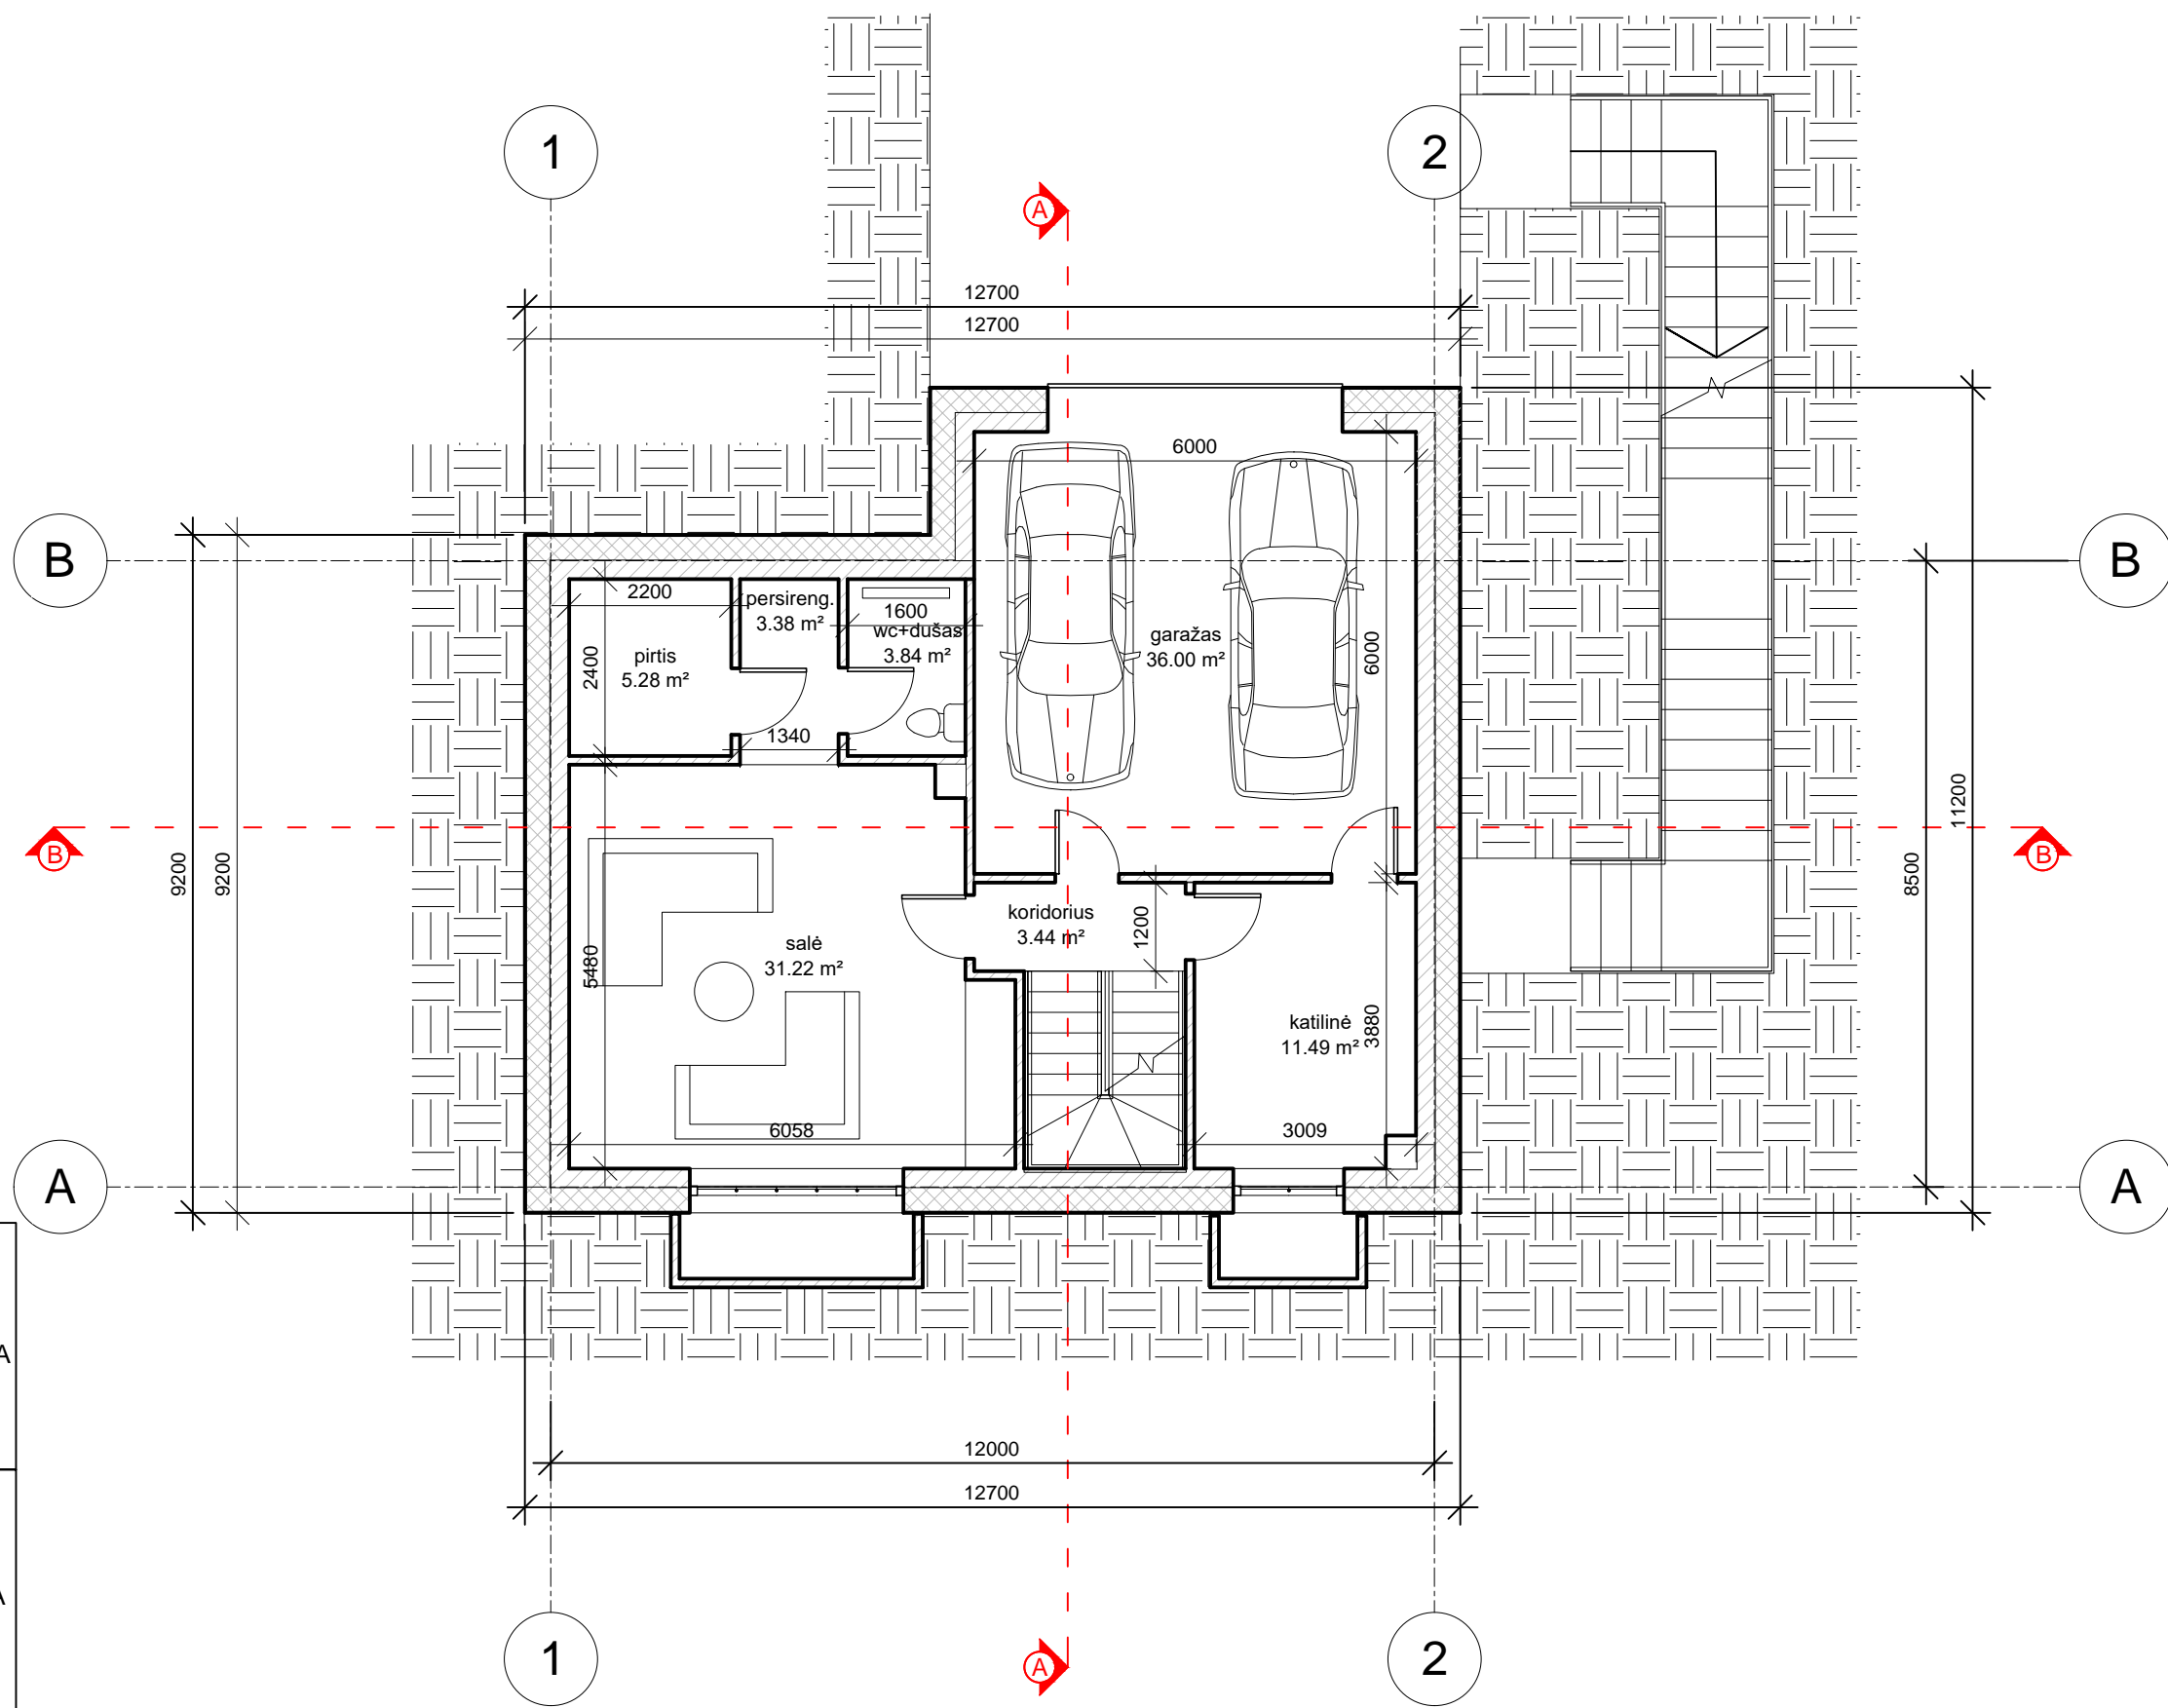 1
2
A
12700
12700
6000
B
B
2200
persireng.
3.38 m²
1600
wc+dušas
3.84 m²
garažas
36.00 m²
6000
pirtis
5.28 m²
2400
1340
11200
B
B
9200
9200
8500
koridorius
3.44 m²
1200
salė
31.22 m²
5480
katilinė
11.49 m²
3880
6058
3009
A
A
A
12000
12700
A
1
A
2